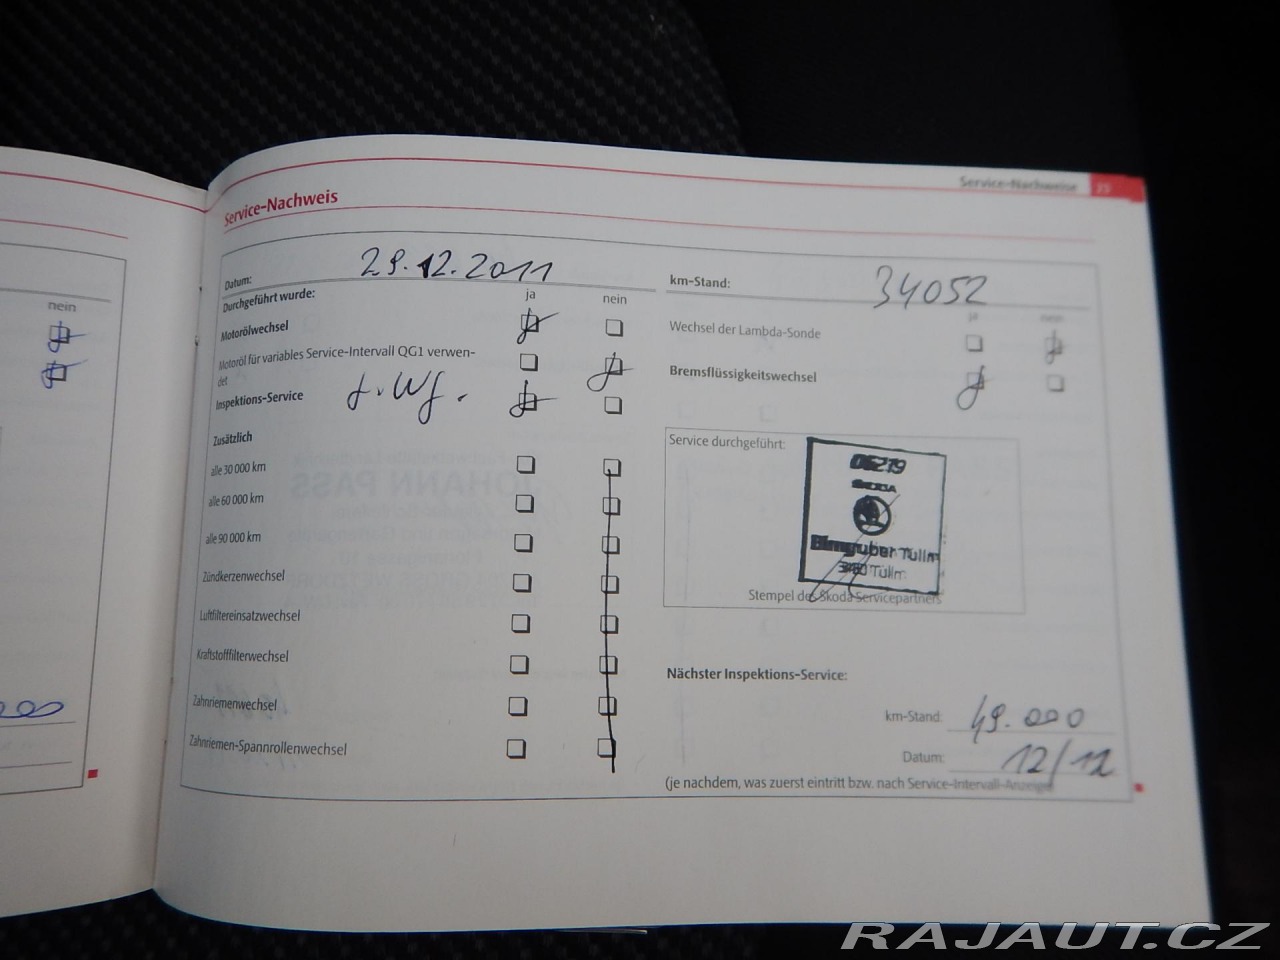 Service-Nachweise
Service-Nachweis
Datum: 29.12.2011
km-Stand: 34052
Durchgeführt wurde: ja nein
ja nein
Motorölwechsel
Wechsel der Lambda-Sonde
Motoröl für variables Service-Intervall QG1 verwen-
det
Bremsflüssigkeitswechsel
Inspektions-Service
Zusätzlich
alle 30 000 km
alle 60 000 km
alle 90 000 km
Zündkerzenwechsel
Luftfiltereinsatzwechsel
Kraftstofffilterwechsel
Zahnriemenwechsel
Zahnriemen-Spannrollenwechsel
Service durchgeführt:
05219
SKODA
Tulln
Tulln
Stempel des Skoda Servicepartners
Nächster Inspektions-Service:
km-Stand: 49.000
Datum: 12/12
(je nachdem, was zuerst eintritt bzw. nach Service-Intervall-Anzeige)
nein
RAJAUT.CZ